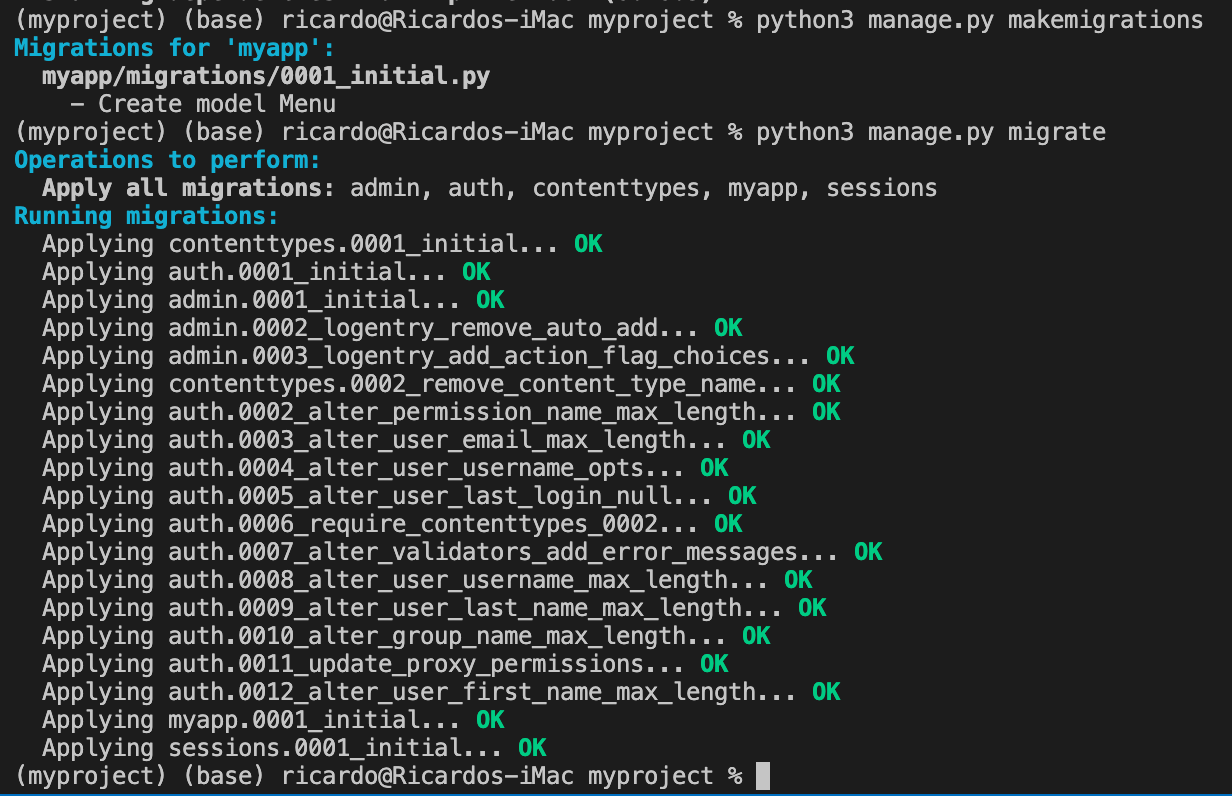 (myproject) (base) ricardo@Ricardos-iMac myproject % python3 manage.py makemigrations
Migrations for 'myapp':
myapp/migrations/0001_initial.py
– Create model Menu
(myproject) (base) ricardo@Ricardos-iMac myproject % python3 manage.py migrate
Operations to perform:
Apply all migrations: admin, auth, contenttypes, myapp, sessions
Running migrations:
Applying contenttypes.0001_initial... OK
Applying auth.0001_initial... OK
Applying admin.0001_initial... OK
Applying admin.0002_logentry_remove_auto_add... OK
Applying admin.0003_logentry_add_action_flag_choices... OK
Applying contenttypes.0002_remove_content_type_name... OK
Applying auth.0002_alter_permission_name_max_length... OK
Applying auth.0003_alter_user_email_max_length... OK
Applying auth.0004_alter_user_username_opts... OK
Applying auth.0005_alter_user_last_login_null... OK
Applying auth.0006_require_contenttypes_0002... OK
Applying auth.0007_alter_validators_add_error_messages... OK
Applying auth.0008_alter_user_username_max_length... OK
Applying auth.0009_alter_user_last_name_max_length... OK
Applying auth.0010_alter_group_name_max_length... OK
Applying auth.0011_update_proxy_permissions... OK
Applying auth.0012_alter_user_first_name_max_length... OK
Applying myapp.0001_initial... OK
Applying sessions.0001_initial... OK
(myproject) (base) ricardo@Ricardos-iMac myproject %